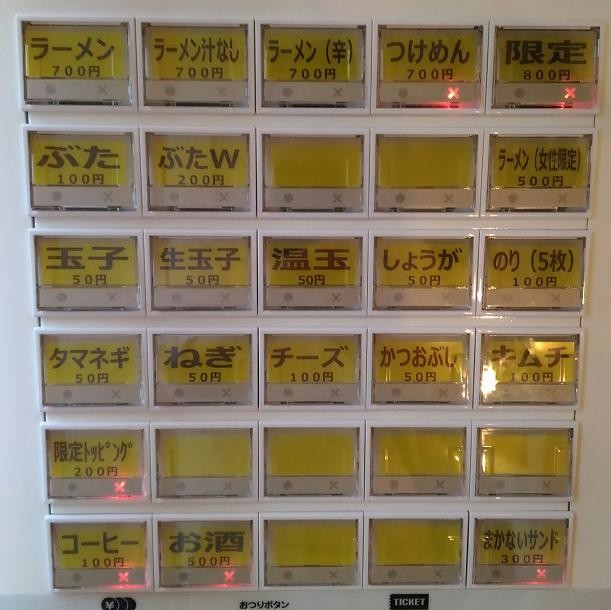 ラーメン ラーメン汁なし ラーメン（辛） つけめん 限定
700円 700円 700円 700円 800円
ぶた ぶたW ラーメン（女性限定）
100円 200円 500円
玉子 生玉子 温玉 しょうが のり（5枚）
50円 50円 50円 50円 100円
タマネギ ねぎ チーズ かつおぶし キムチ
50円 50円 100円 50円 100円
限定トッピング
200円
コーヒー お酒 まかないサンド
100円 500円 300円
¥ おつりボタン TICKET